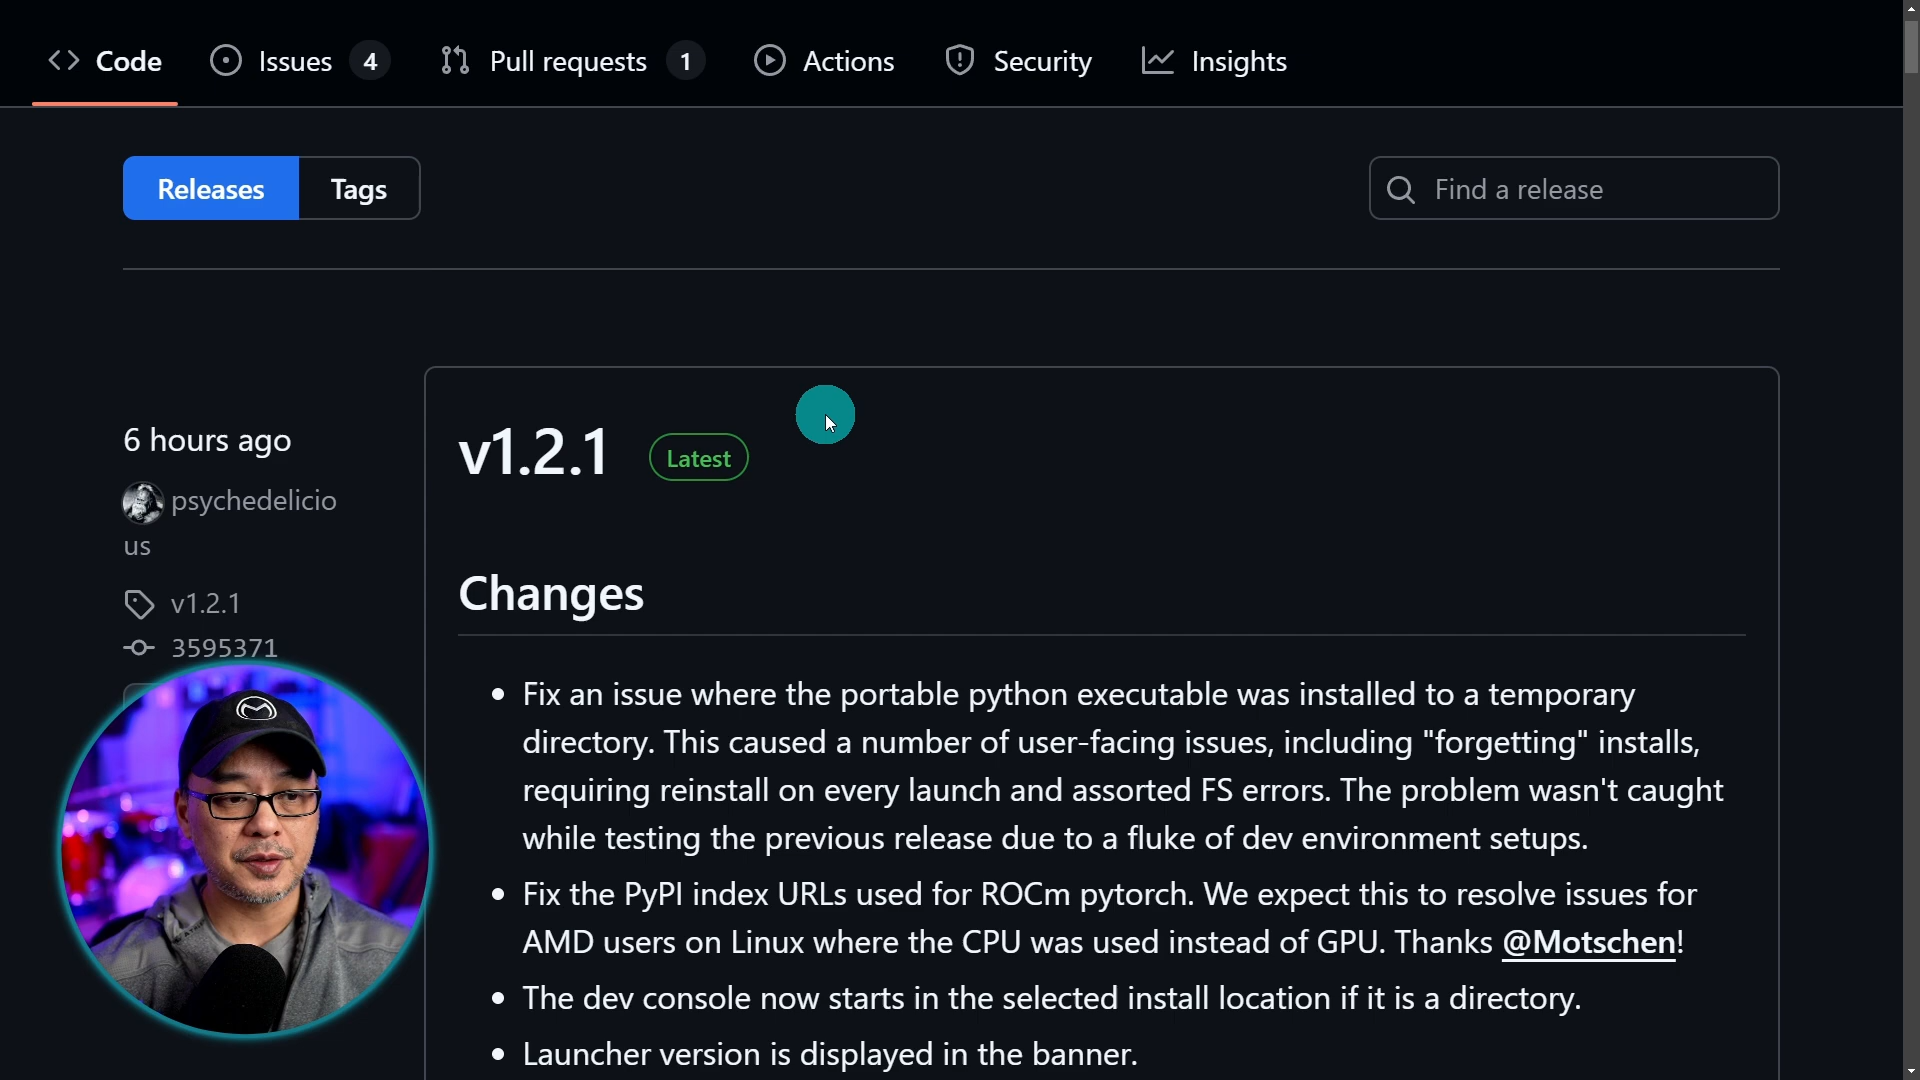 Code Issues 4 Pull requests 1 Actions Security Insights
Releases Tags Find a release
6 hours ago
psychedelicio
us
v1.2.1
3595371
v1.2.1 Latest
Changes
• Fix an issue where the portable python executable was installed to a temporary
directory. This caused a number of user-facing issues, including "forgetting" installs,
requiring reinstall on every launch and assorted FS errors. The problem wasn't caught
while testing the previous release due to a fluke of dev environment setups.
• Fix the PyPI index URLs used for ROCm pytorch. We expect this to resolve issues for
AMD users on Linux where the CPU was used instead of GPU. Thanks @Motschen!
• The dev console now starts in the selected install location if it is a directory.
• Launcher version is displayed in the banner.